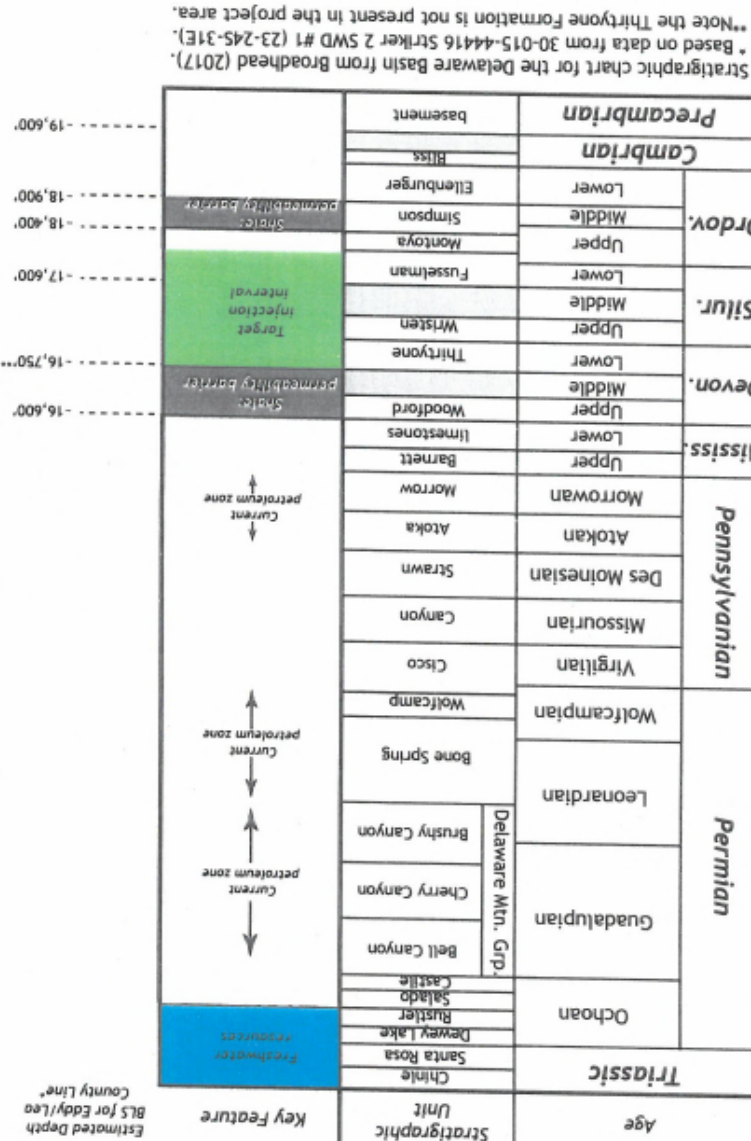 Age
Stratigraphic
Unit
Key Feature
Estimated Depth
BLS for Eddy/Lea
County Line*
Triassic
Chinle
Santa Rosa
Freshwater
resources
Permian
Ochoan
Dewey Lake
Rustler
Salado
Castile
Guadalupian
Delaware Mtn. Grp.
Bell Canyon
Cherry Canyon
Brushy Canyon
Current
petroleum zone
Leonardian
Bone Spring
Current
petroleum zone
Wolfcampian
Wolfcamp
Pennsylvanian
Virgilian
Cisco
Missourian
Canyon
Des Moinesian
Strawn
Atokan
Atoka
Current
petroleum zone
Morrowan
Morrow
Mississ.
Upper
Barnett
Lower
limestones
Devon.
Upper
Woodford
-16,600'
Middle
Shale:
permeability barrier
Lower
Thirtyone
-16,750'**
Silur.
Upper
Wristen
Middle
Target
injection
interval
Lower
Fusselman
-17,600'
Ordov.
Upper
Montoya
-18,400'
Middle
Simpson
Shale:
permeability barrier
Lower
Ellenburger
-18,900'
Cambrian
Bliss
Precambrian
basement
-19,600'
Stratigraphic chart for the Delaware Basin from Broadhead (2017).
* Based on data from 30-015-44416 Striker 2 SWD #1 (23-24S-31E).
**Note the Thirtyone Formation is not present in the project area.